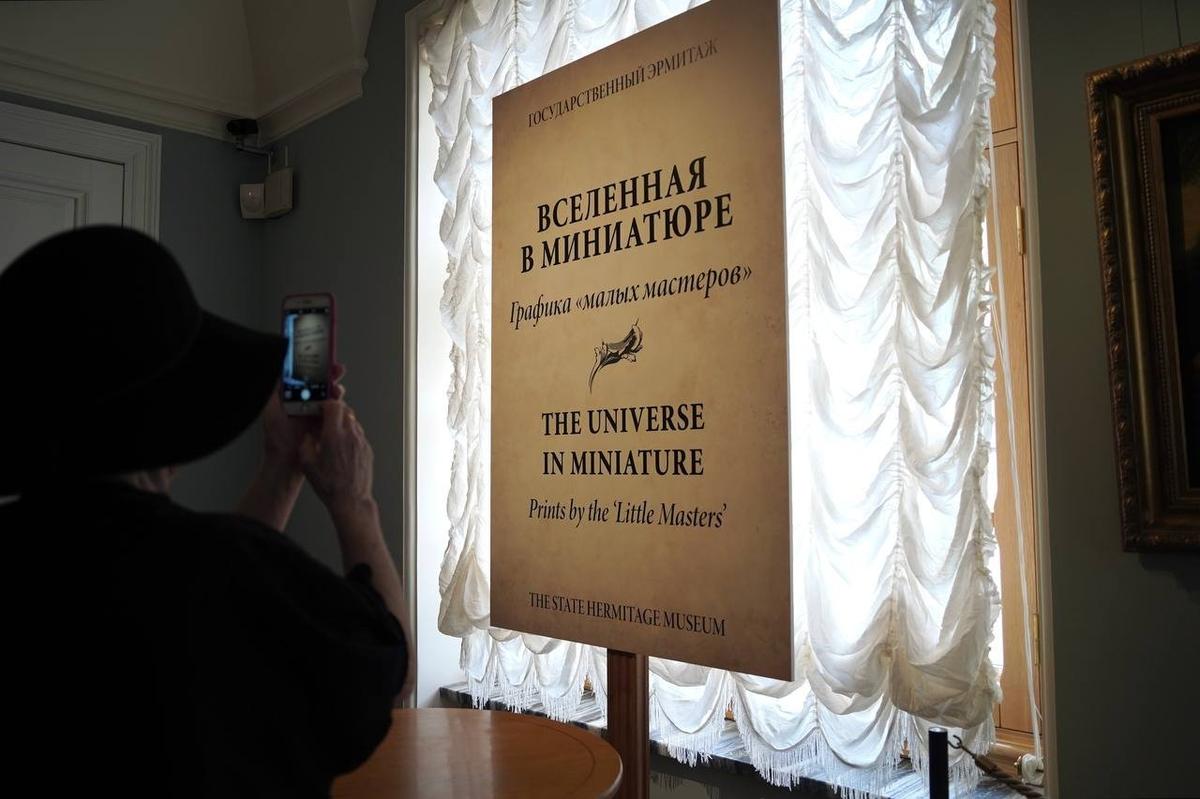 ГОСУДАРСТВЕННЫЙ ЭРМИТАЖ
ВСЕЛЕННАЯ
В МИНИАТЮРЕ
Графика «малых мастеров»
THE UNIVERSE
IN MINIATURE
Prints by the ‘Little Masters’
THE STATE HERMITAGE MUSEUM